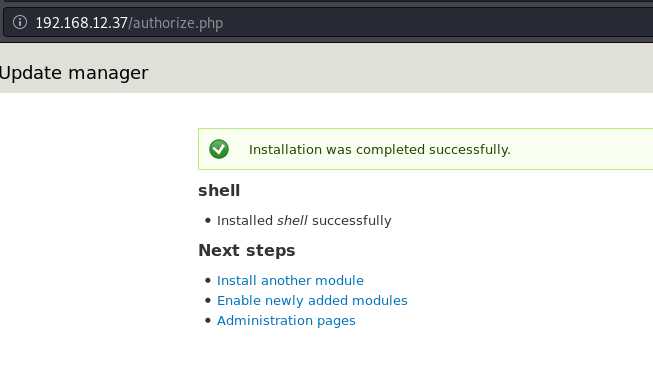 192.168.12.37/authorize.php
Update manager
Installation was completed successfully.
shell
Installed shell successfully
Next steps
Install another module
Enable newly added modules
Administration pages